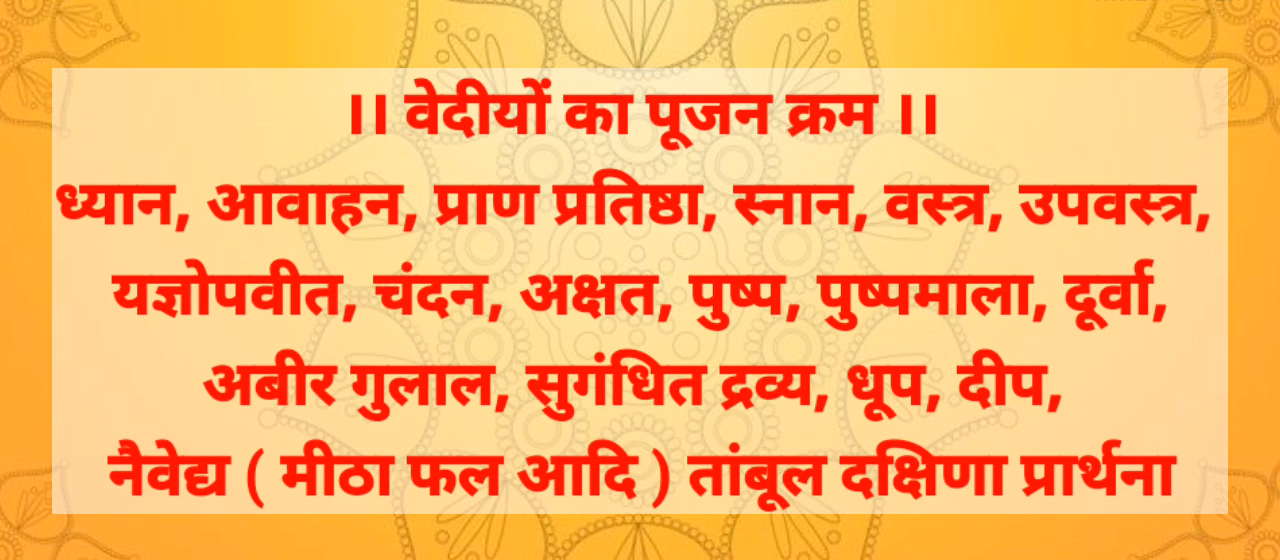 ।। वेदीयों का पूजन क्रम ।।
ध्यान, आवाहन, प्राण प्रतिष्ठा, स्नान, वस्त्र, उपवस्त्र,
यज्ञोपवीत, चंदन, अक्षत, पुष्प, पुष्पमाला, दूर्वा,
अबीर गुलाल, सुगंधित द्रव्य, धूप, दीप,
नैवेद्य ( मीठा फल आदि ) तांबूल दक्षिणा प्रार्थना